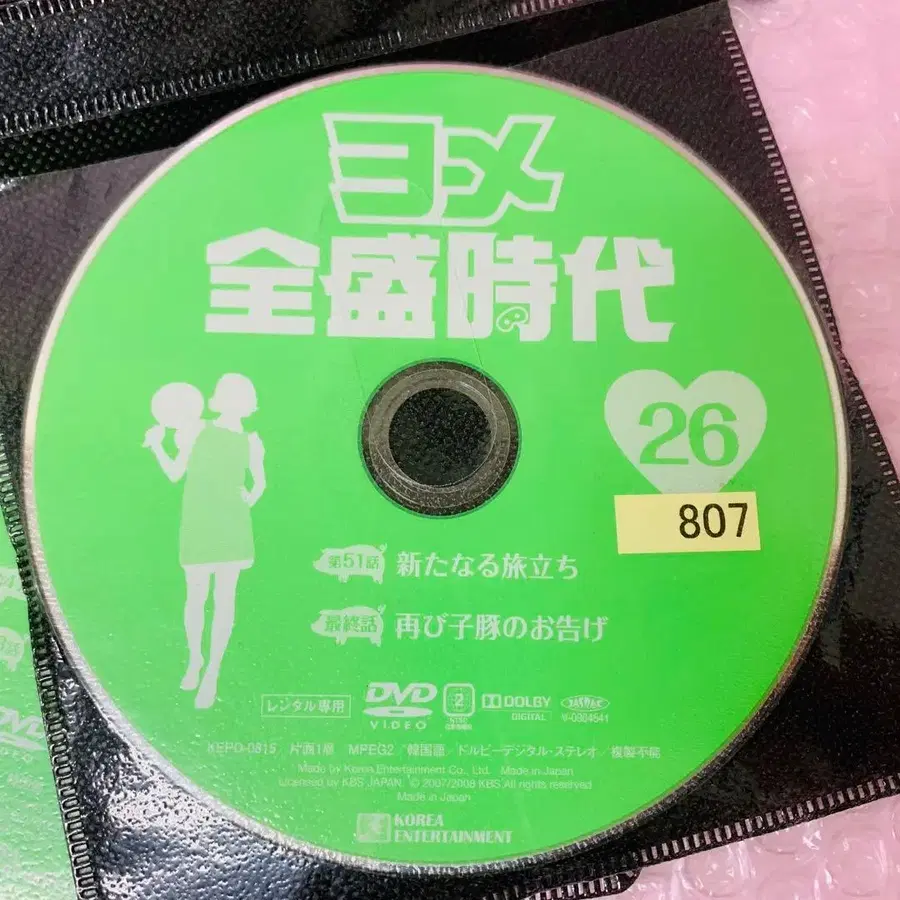 ヨメ
全盛時代
26
807
第51話 新たなる旅立ち
最終話 再び子豚のお告げ
レンタル専用 DVD VIDEO 2 NTSC DOLBY DIGITAL V-0904541
KEPD-0815 片面1層 MPEG2 韓国語/ドルビーデジタル・ステレオ/複製不能
Made by Korea Entertainment Co., Ltd. Made in Japan
Licensed by KBS JAPAN. © 2007/2008 KBS.All rights reserved
Made in Japan
KOREA
ENTERTAINMENT